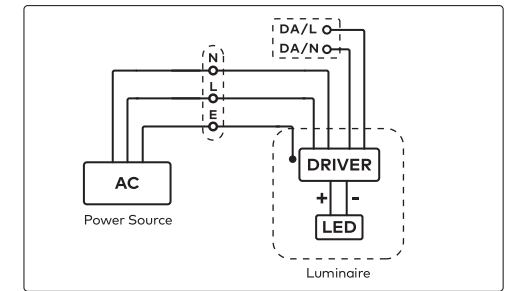 DA/L
DA/N
N
L
E
DRIVER
AC
+ -
LED
Power Source
Luminaire